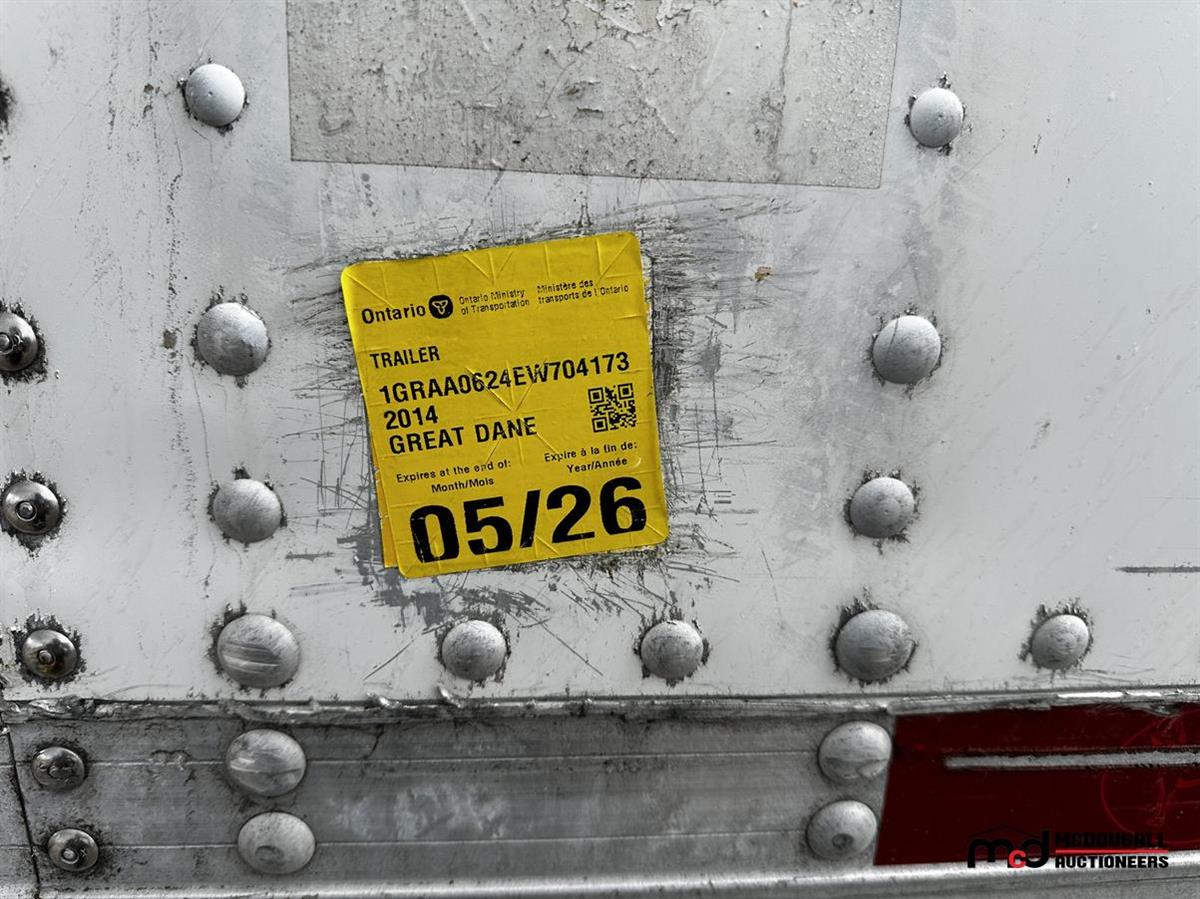 Ontario
Ontario Ministry of Transportation
Ministère des transports de l'Ontario
TRAILER
1GRAA0624EW704173
2014
GREAT DANE
Expires at the end of:
Month/Mois
Expire à la fin de:
Year/Année
05/26
mcd MCDOUGALL
AUCTIONEERS